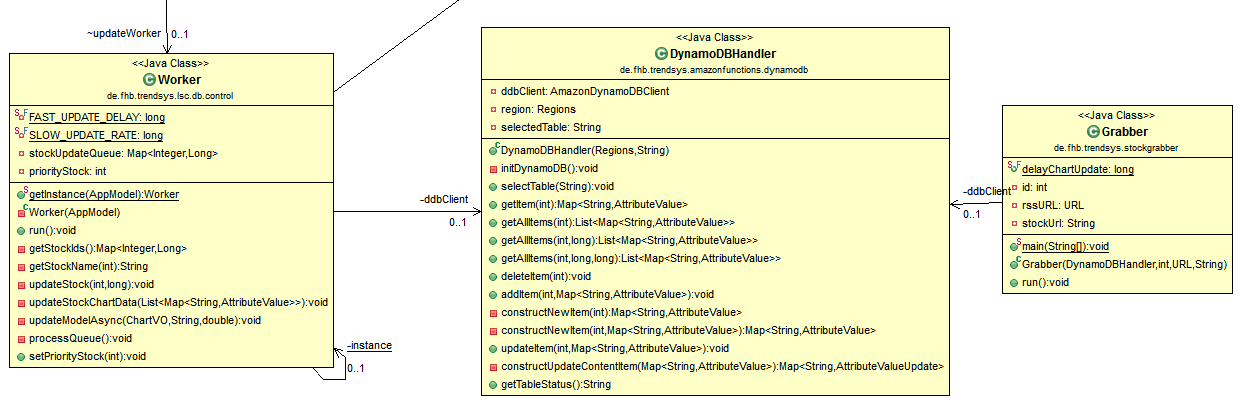 ~updateWorker
0..1
<<Java Class>>
Worker
de.fhb.trendsys.lsc.db.control
FAST_UPDATE_DELAY: long
SLOW_UPDATE_RATE: long
stockUpdateQueue: Map<Integer,Long>
priorityStock: int
getInstance(AppModel):Worker
Worker(AppModel)
run():void
getStockIds():Map<Integer,Long>
getStockName(int):String
updateStock(int,long):void
updateStockChartData(List<Map<String,AttributeValue>>):void
updateModelAsync(ChartVO,String,double):void
processQueue():void
setPriorityStock(int):void
-instance
0..1
-ddbClient
0..1
<<Java Class>>
DynamoDBHandler
de.fhb.trendsys.amazonfunctions.dynamodb
ddbClient: AmazonDynamoDBClient
region: Regions
selectedTable: String
DynamoDBHandler(Regions,String)
initDynamoDB():void
selectTable(String):void
getItem(int):Map<String,AttributeValue>
getAllItems(int):List<Map<String,AttributeValue>>
getAllItems(int,long):List<Map<String,AttributeValue>>
getAllItems(int,long,long):List<Map<String,AttributeValue>>
deleteItem(int):void
addItem(int,Map<String,AttributeValue>):void
constructNewItem(int):Map<String,AttributeValue>
constructNewItem(int,Map<String,AttributeValue>):Map<String,AttributeValue>
updateItem(int,Map<String,AttributeValue>):void
constructUpdateContentItem(Map<String,AttributeValue>):Map<String,AttributeValueUpdate>
getTableStatus():String
-ddbClient
0..1
<<Java Class>>
Grabber
de.fhb.trendsys.stockgrabber
delayChartUpdate: long
id: int
rssURL: URL
stockUrl: String
main(String[]):void
Grabber(DynamoDBHandler,int,URL,String)
run():void